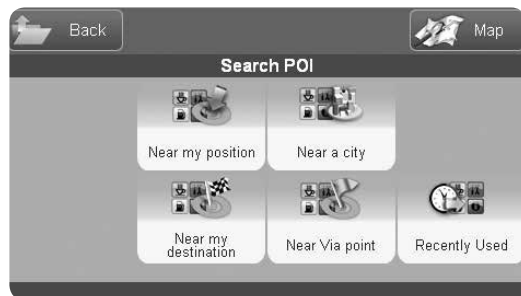 Back
Map
Search POI
Near my position
Near a city
Near my
destination
Near Via point
Recently Used